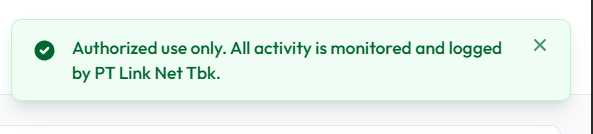 Authorized use only. All activity is monitored and logged
by PT Link Net Tbk.